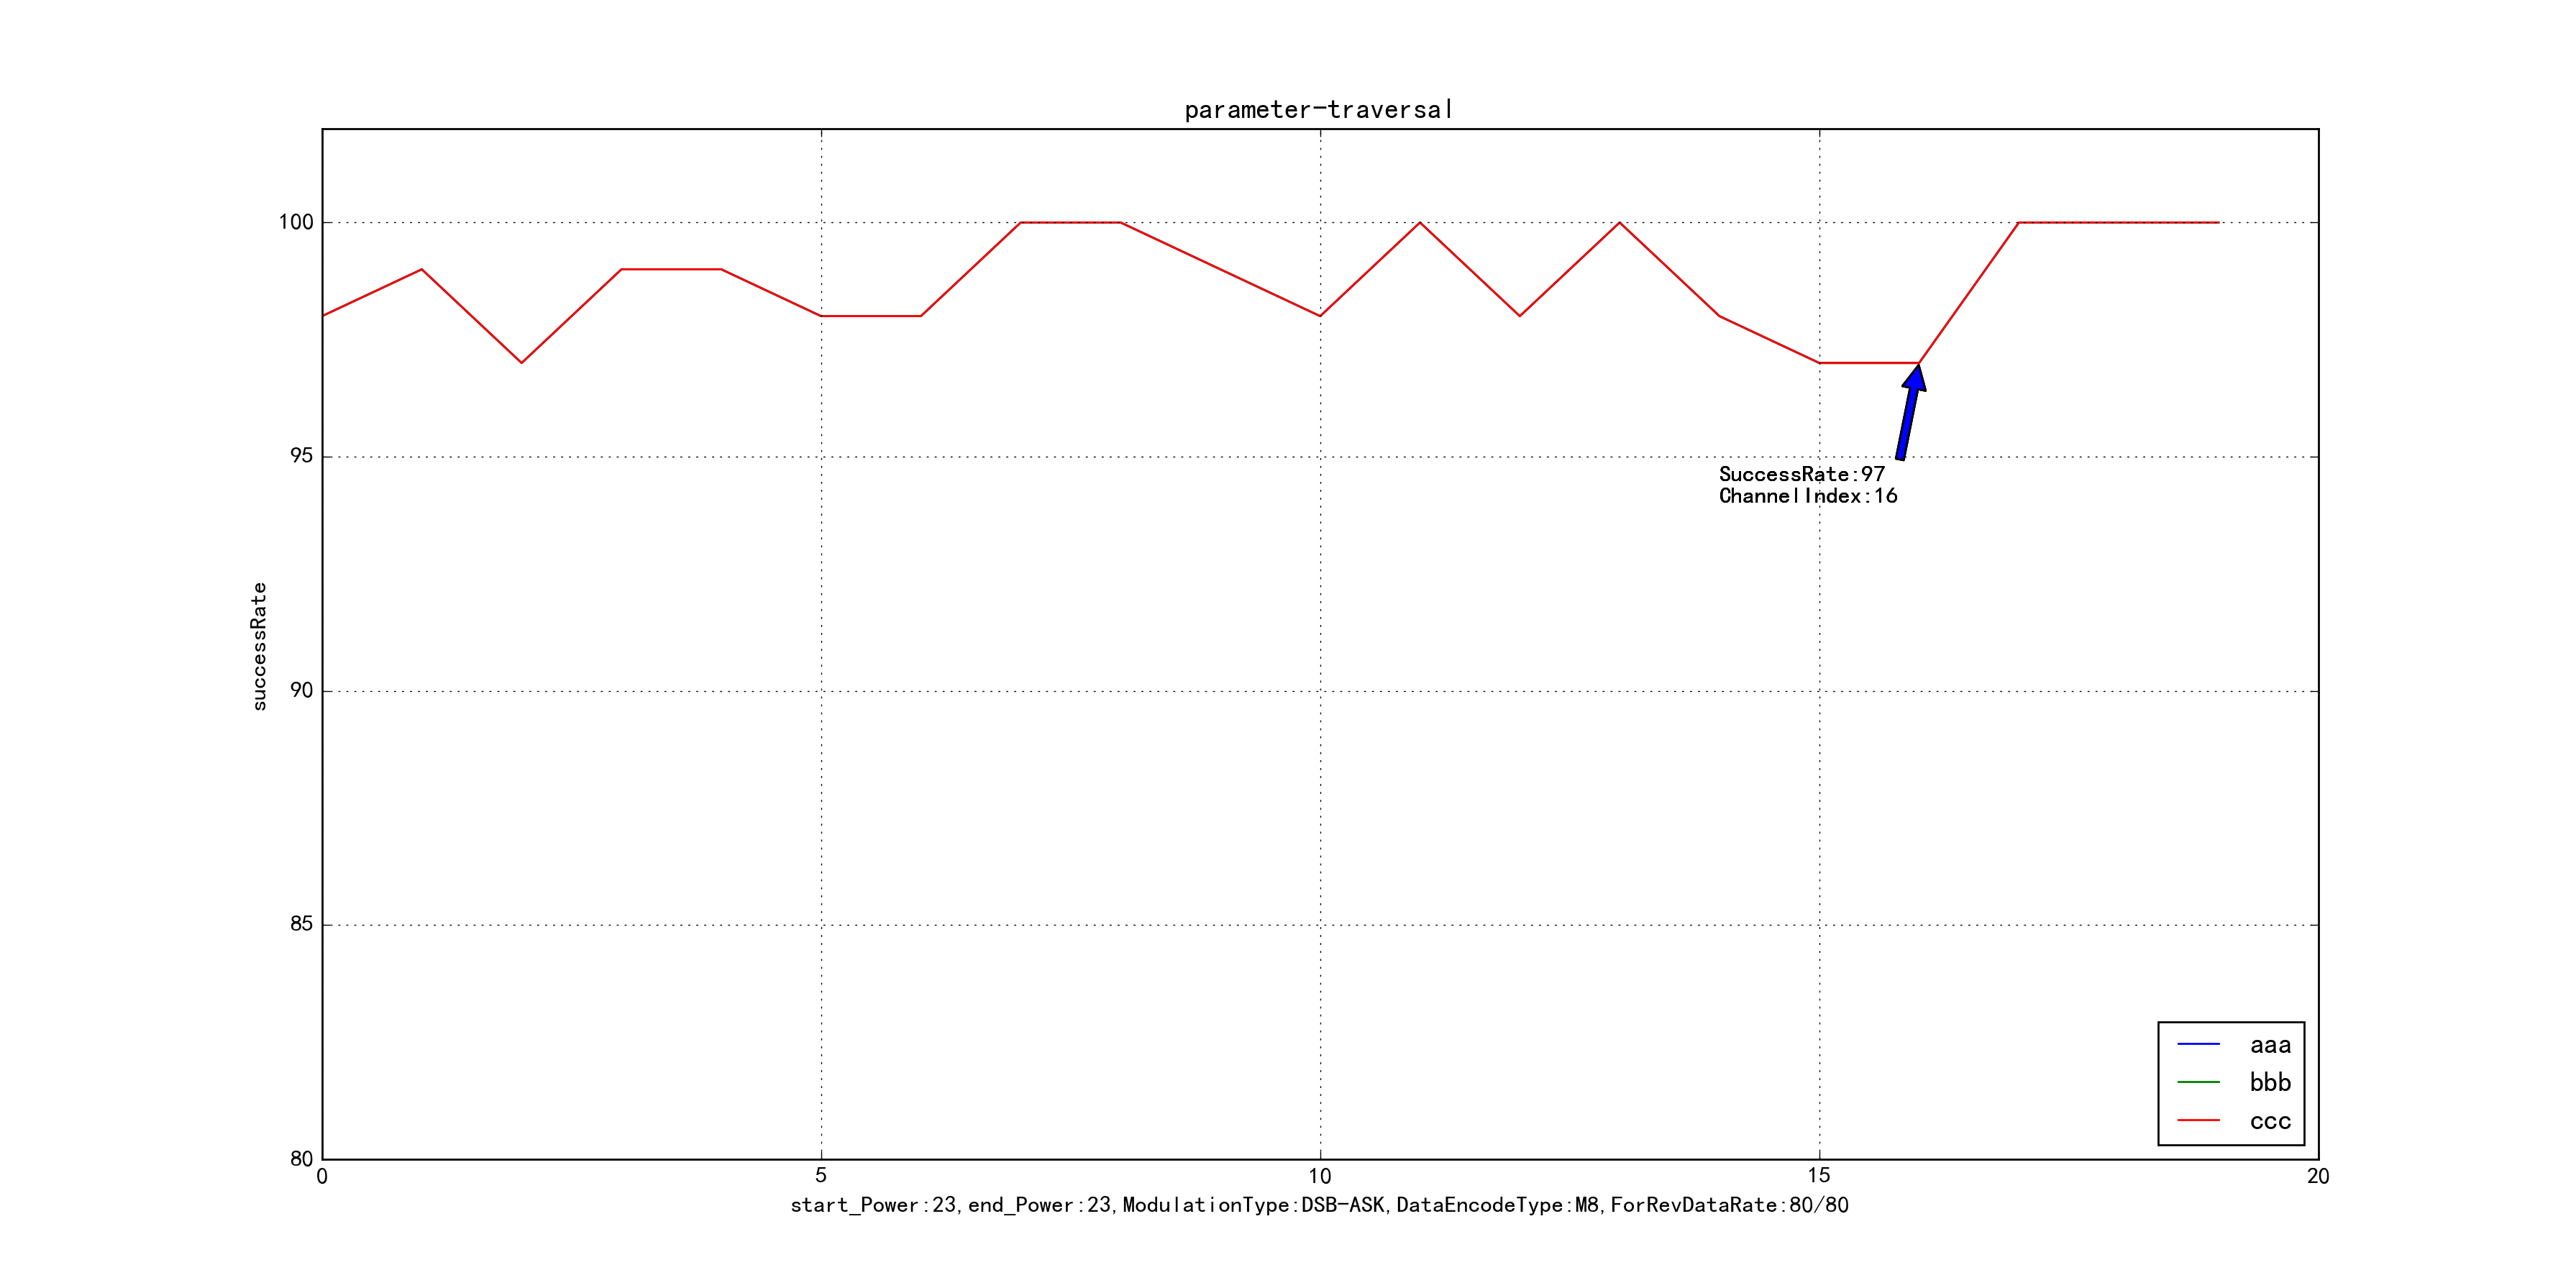 parameter-traversal
100
95
90
85
80
successRate
SuccessRate:97
ChannelIndex:16
aaa
bbb
ccc
0 5 10 15 20
start_Power:23,end_Power:23,ModulationType:DSB-ASK,DataEncodeType:M8,ForRevDataRate:80/80